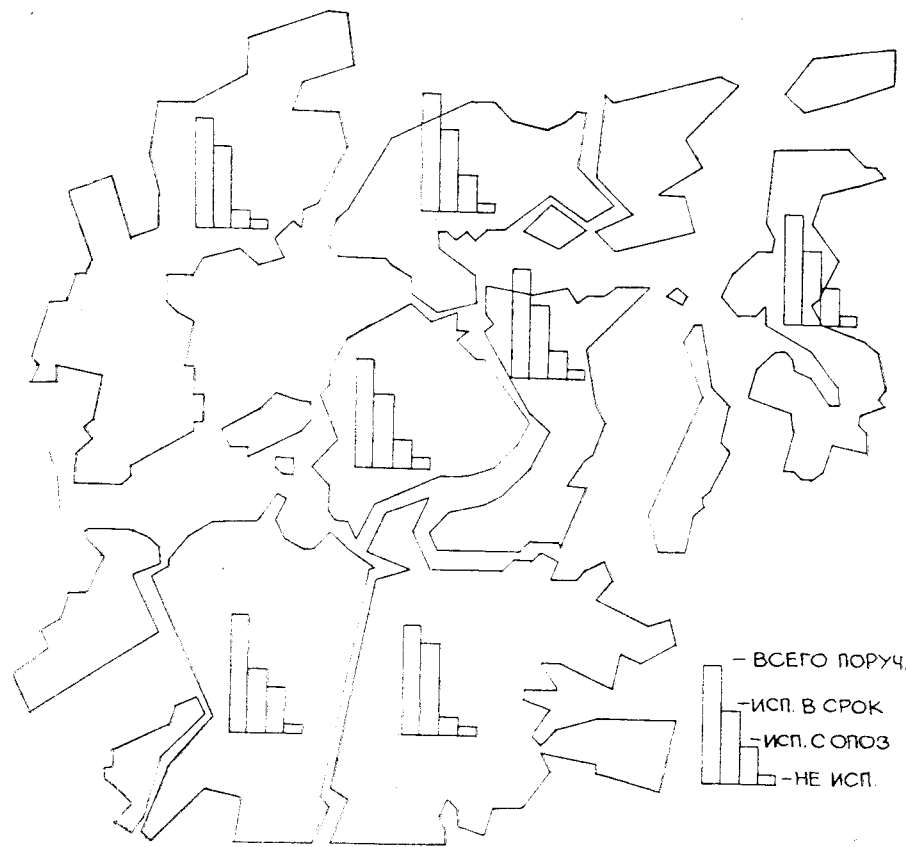 — ВСЕГО ПОРУЧ.
— ИСП. В СРОК
— ИСП. С ОПОЗ
— НЕ ИСП.